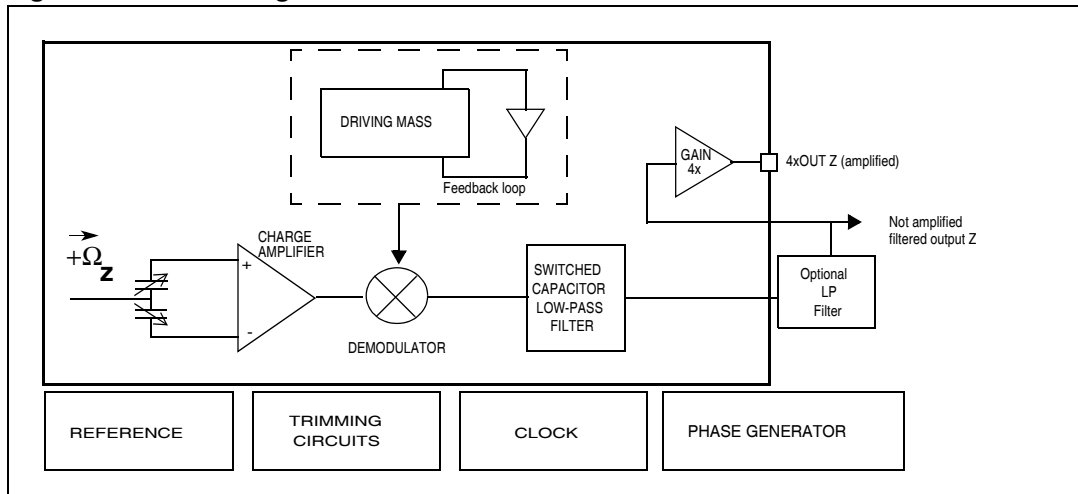 DRIVING MASS
Feedback loop
GAIN
4x
4xOUT Z (amplified)
Not amplified
filtered output Z
+Ω
Z
CHARGE
AMPLIFIER
+
-
DEMODULATOR
SWITCHED
CAPACITOR
LOW-PASS
FILTER
Optional
LP
Filter
REFERENCE
TRIMMING
CIRCUITS
CLOCK
PHASE GENERATOR